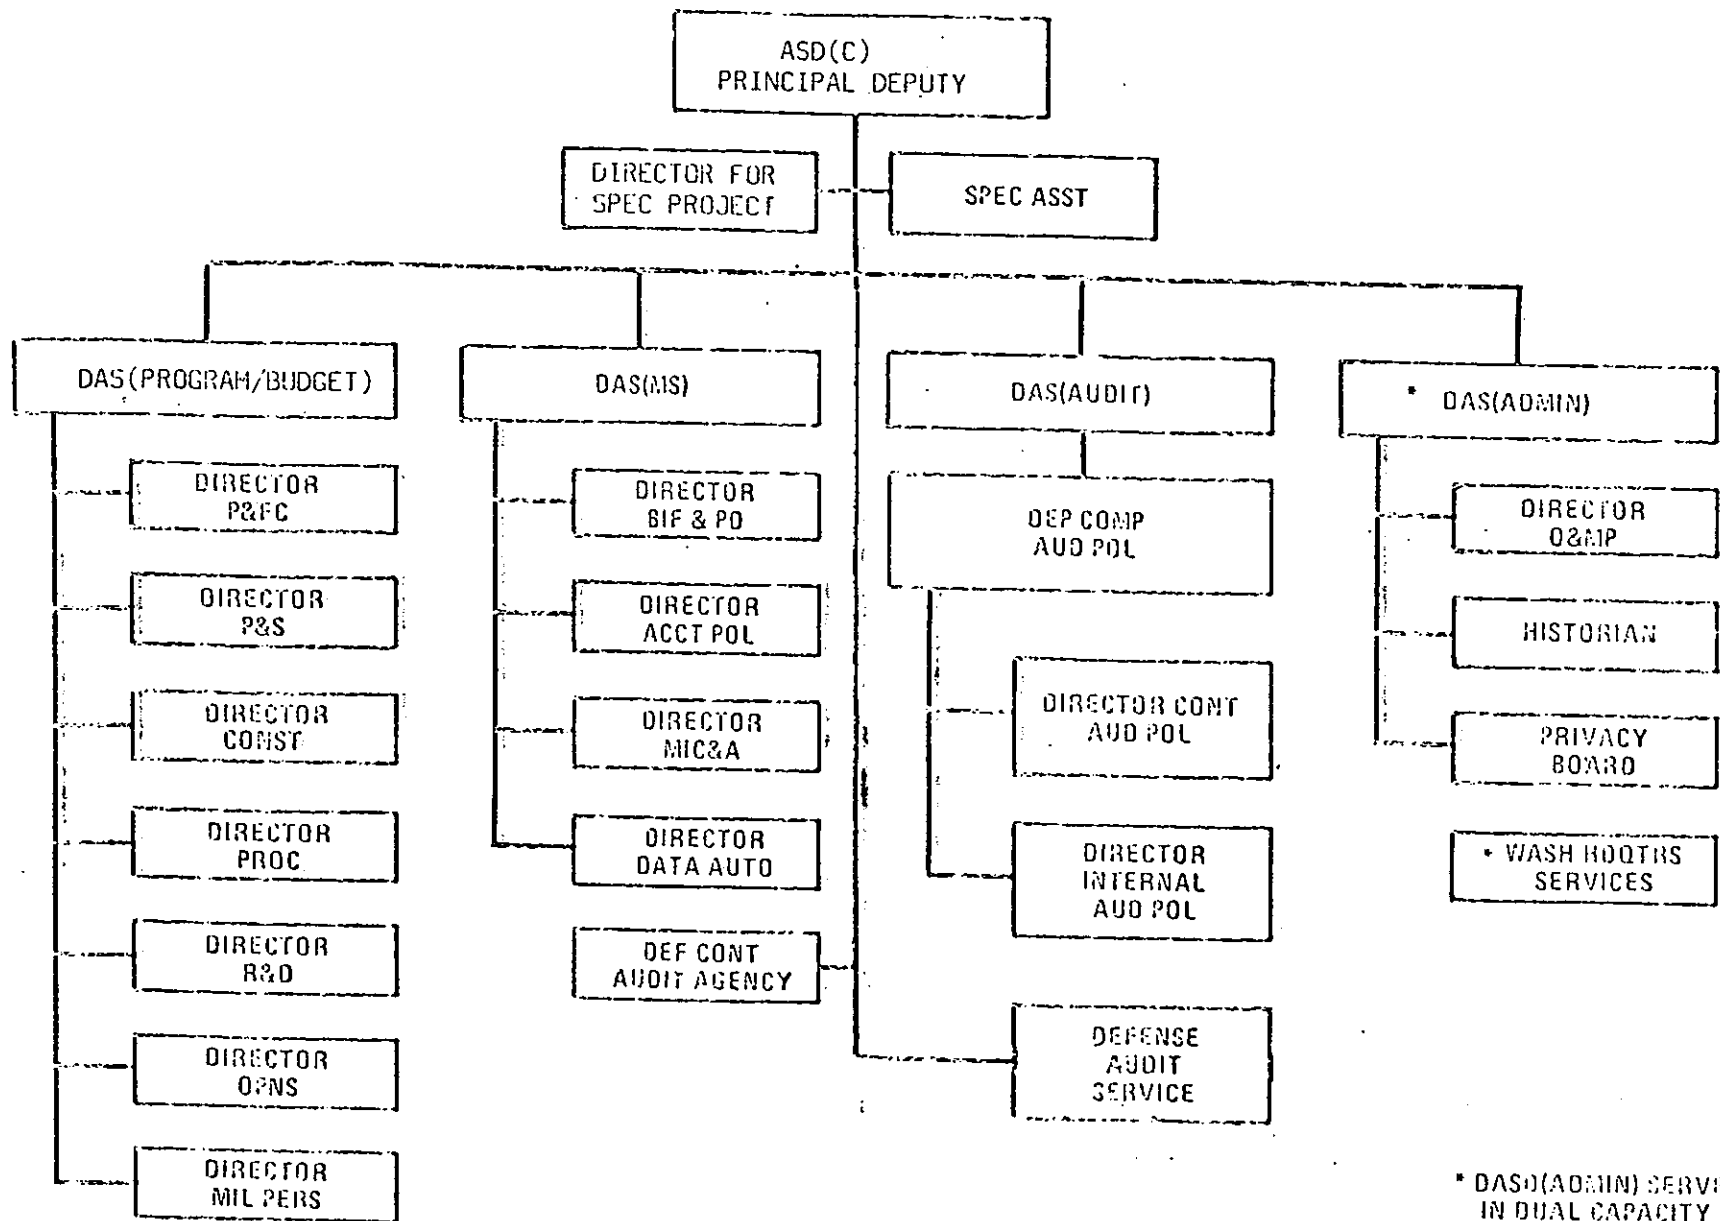 ASD(C)
PRINCIPAL DEPUTY
DIRECTOR FOR
SPEC PROJECT
SPEC ASST
DAS(PROGRAM/BUDGET)
DIRECTOR
P&FC
DIRECTOR
P&S
DIRECTOR
CONST
DIRECTOR
PROC
DIRECTOR
R&D
DIRECTOR
OPNS
DIRECTOR
MIL PERS
DAS(MS)
DIRECTOR
BIF & PD
DIRECTOR
ACCT POL
DIRECTOR
MIC&A
DIRECTOR
DATA AUTO
DEF CONT
AUDIT AGENCY
DAS(AUDIT)
DEP COMP
AUD POL
DIRECTOR CONT
AUD POL
DIRECTOR
INTERNAL
AUD POL
DEFENSE
AUDIT
SERVICE
* DAS(ADMIN)
DIRECTOR
O&MP
HISTORIAN
PRIVACY
BOARD
* WASH HDQTRS
SERVICES
* DASD(ADMIN) SERV
IN DUAL CAPACITY